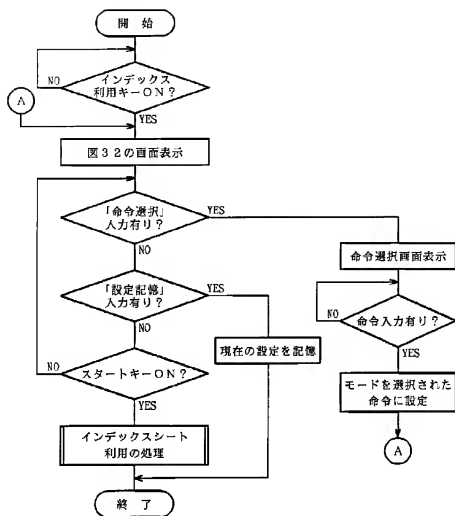 開 始
インデックス
利用キーON?
NO
YES
A
図32の画面表示
「命令選択」
入力有り?
YES
NO
命令選択画面表示
「設定記憶」
入力有り?
YES
NO
命令入力有り?
NO
YES
現在の設定を記憶
スタートキーON?
NO
YES
モードを選択された
命令に設定
インデックスシート
利用の処理
A
終 了